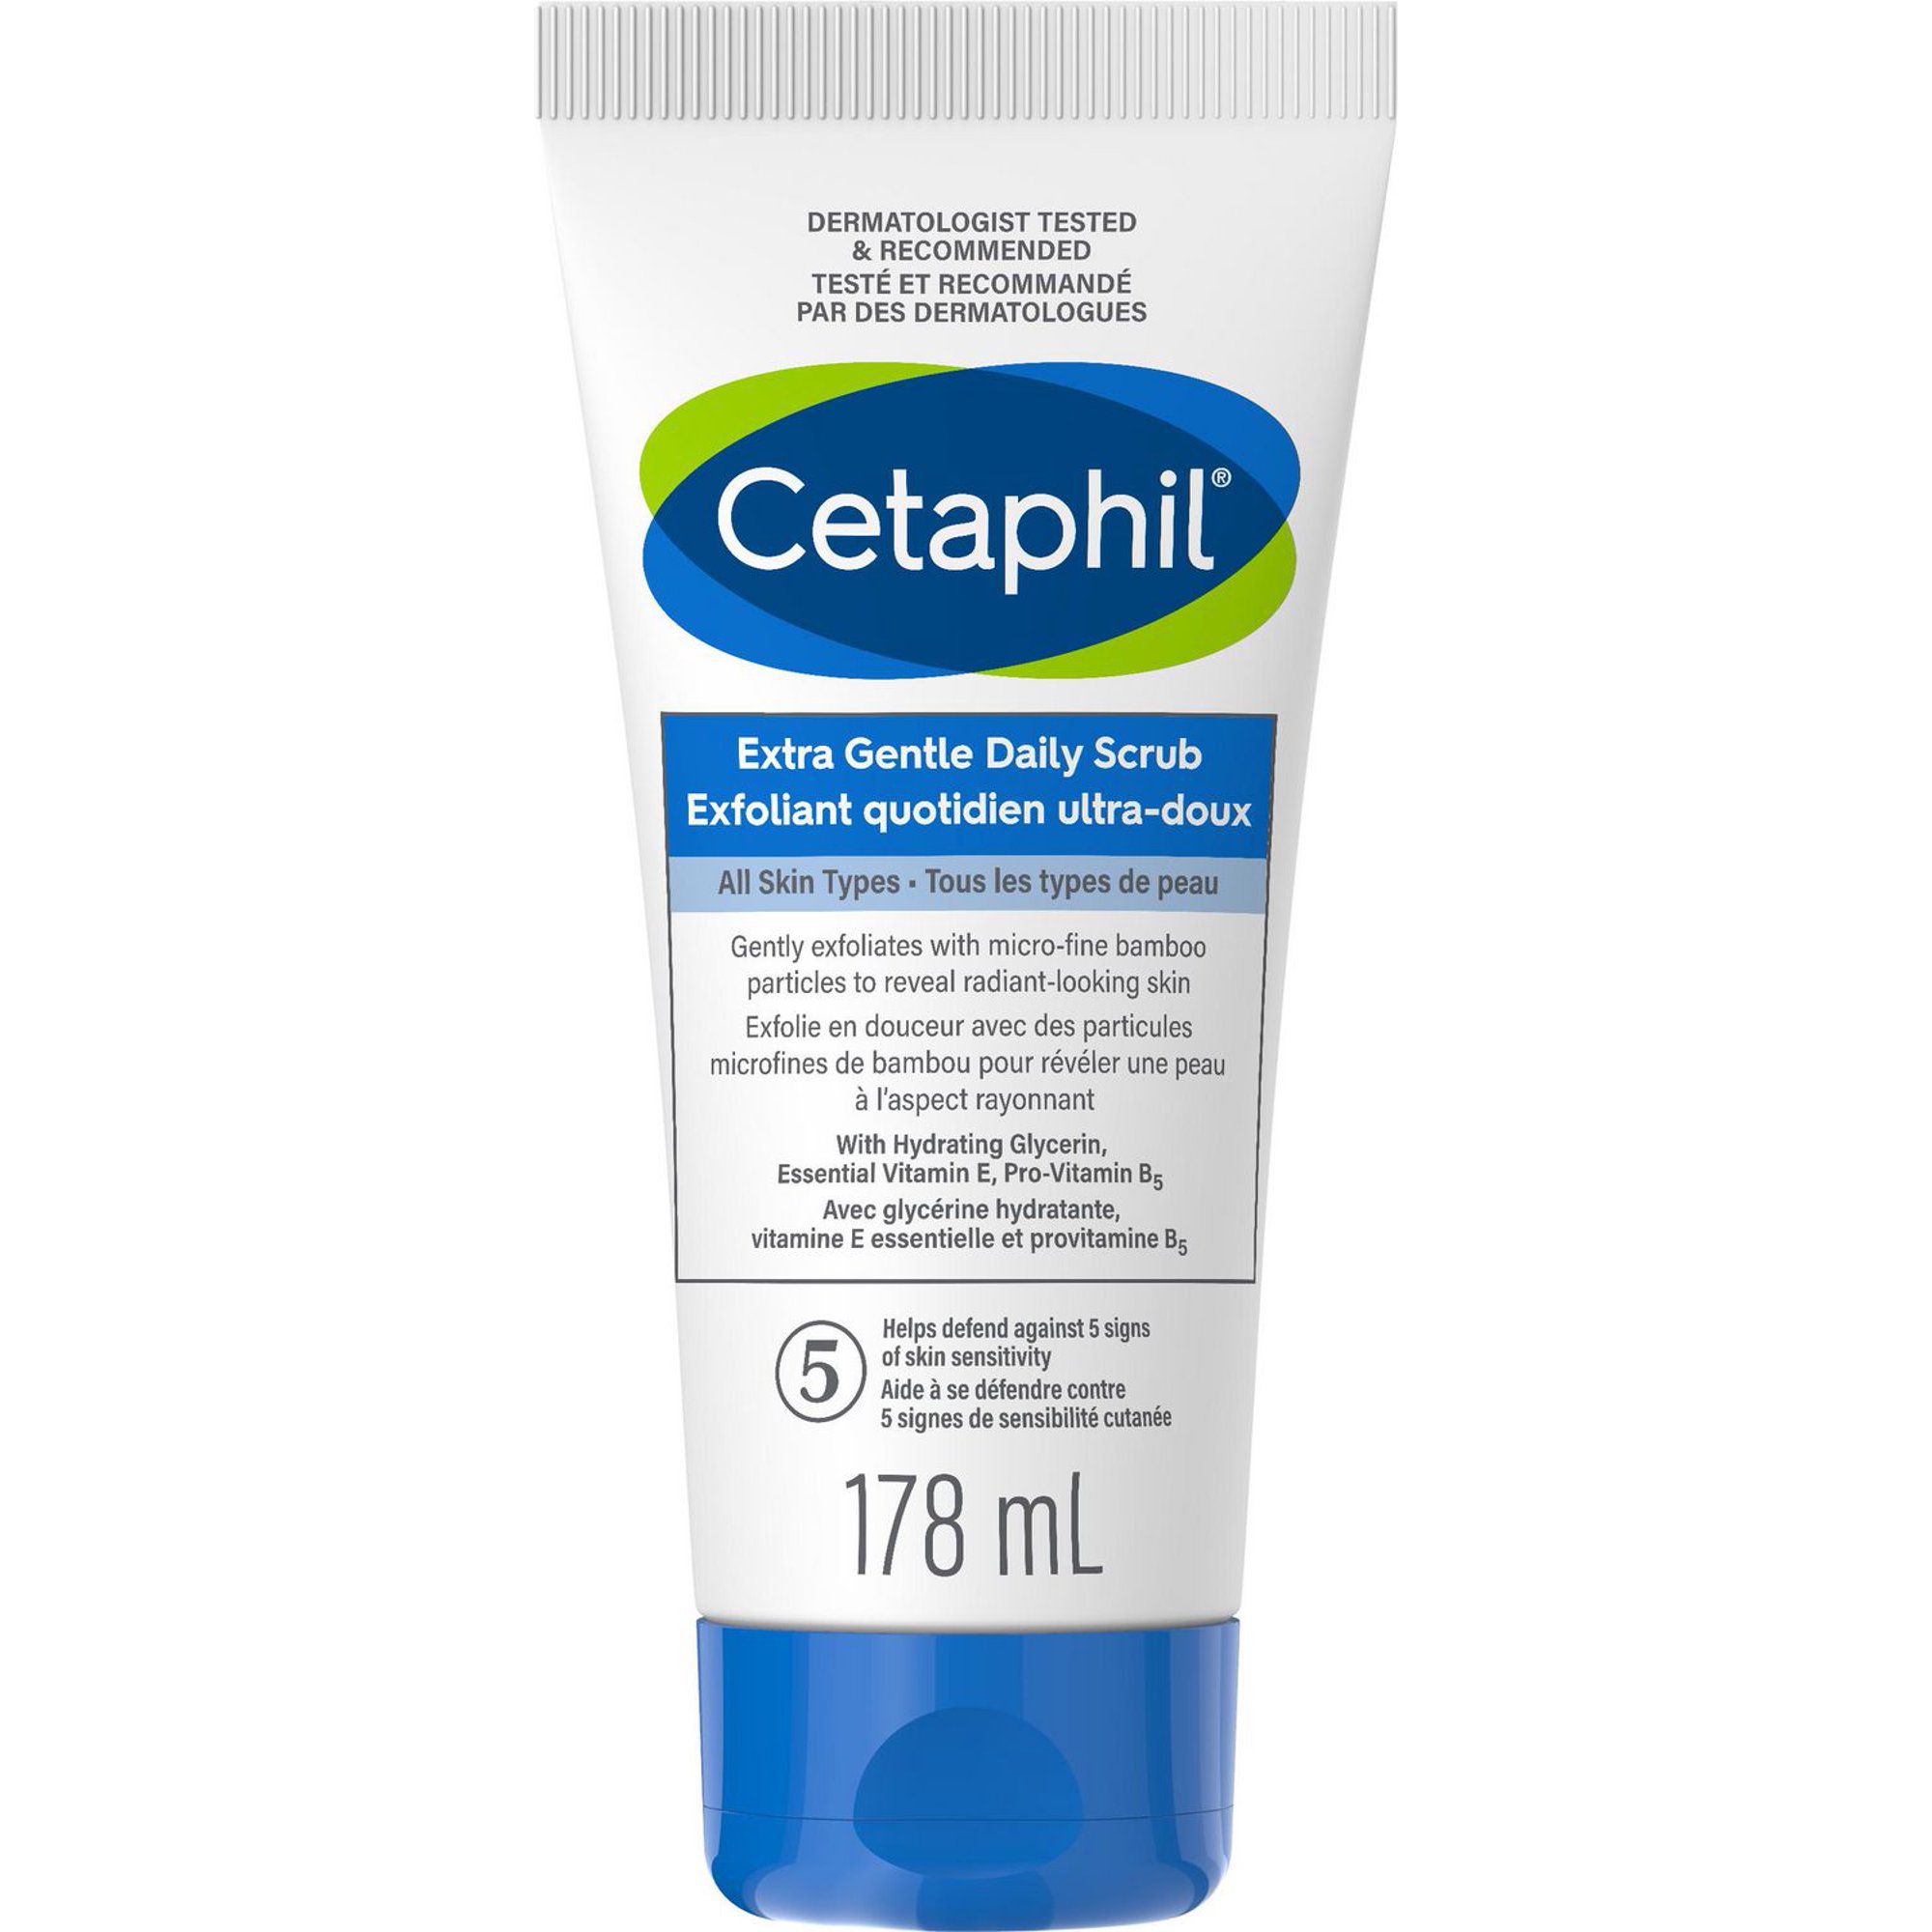 DERMATOLOGIST TESTED
& RECOMMENDED
TESTÉ ET RECOMMANDÉ
PAR DES DERMATOLOGUES
Cetaphil®
Extra Gentle Daily Scrub
Exfoliant quotidien ultra-doux
All Skin Types · Tous les types de peau
Gently exfoliates with micro-fine bamboo
particles to reveal radiant-looking skin
Exfolie en douceur avec des particules
microfines de bambou pour révéler une peau
à l'aspect rayonnant
With Hydrating Glycerin,
Essential Vitamin E, Pro-Vitamin B₅
Avec glycérine hydratante,
vitamine E essentielle et provitamine B₅
5
Helps defend against 5 signs
of skin sensitivity
Aide à se défendre contre
5 signes de sensibilité cutanée
178 mL